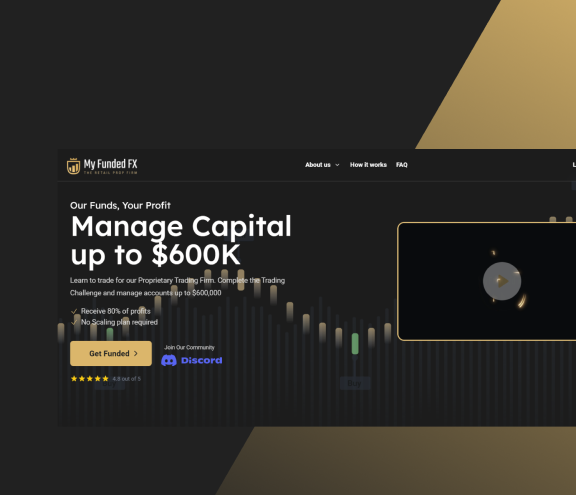 My Funded FX
THE RETAIL PROP FIRM
About us
How it works
FAQ
L
Our Funds, Your Profit
Manage Capital
up to $600K
Learn to trade for our Proprietary Trading Firm. Complete the Trading
Challenge and manage accounts up to $600,000
Receive 80% of profits
No Scaling plan required
Get Funded
Join Our Community
Discord
4.8 out of 5